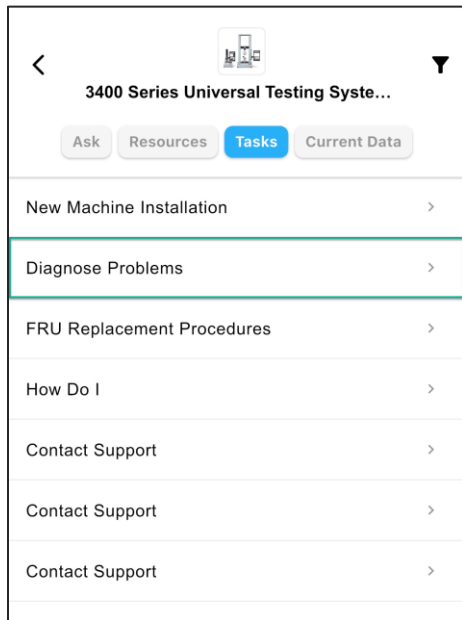 3400 Series Universal Testing Syste...
Ask Resources Tasks Current Data
New Machine Installation
Diagnose Problems
FRU Replacement Procedures
How Do I
Contact Support
Contact Support
Contact Support